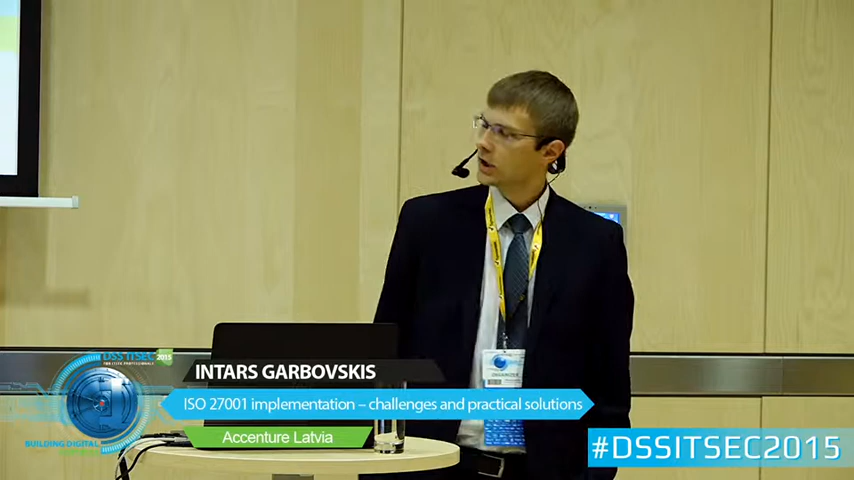 DSS ITSEC 2015
INTARS GARBOVSKIS
ISO 27001 implementation – challenges and practical solutions
BUILDING DIGITAL
Accenture Latvia
#DSSITSEC2015